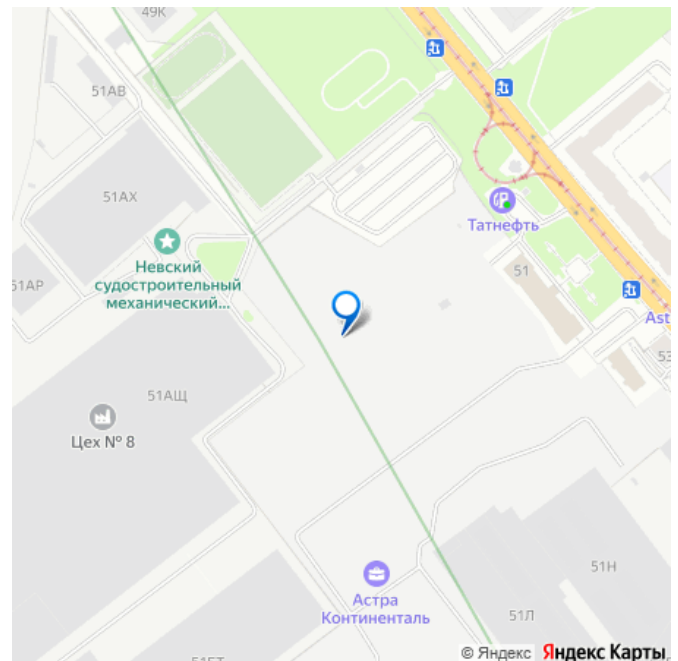 49К
51АВ
51АХ
Татнефть
Невский
судостроительный
механический...
51АР
51
Ast
53
51АЩ
Цех № 8
51Н
Астра
Континенталь
51Л
© Яндекс Яндекс Карты